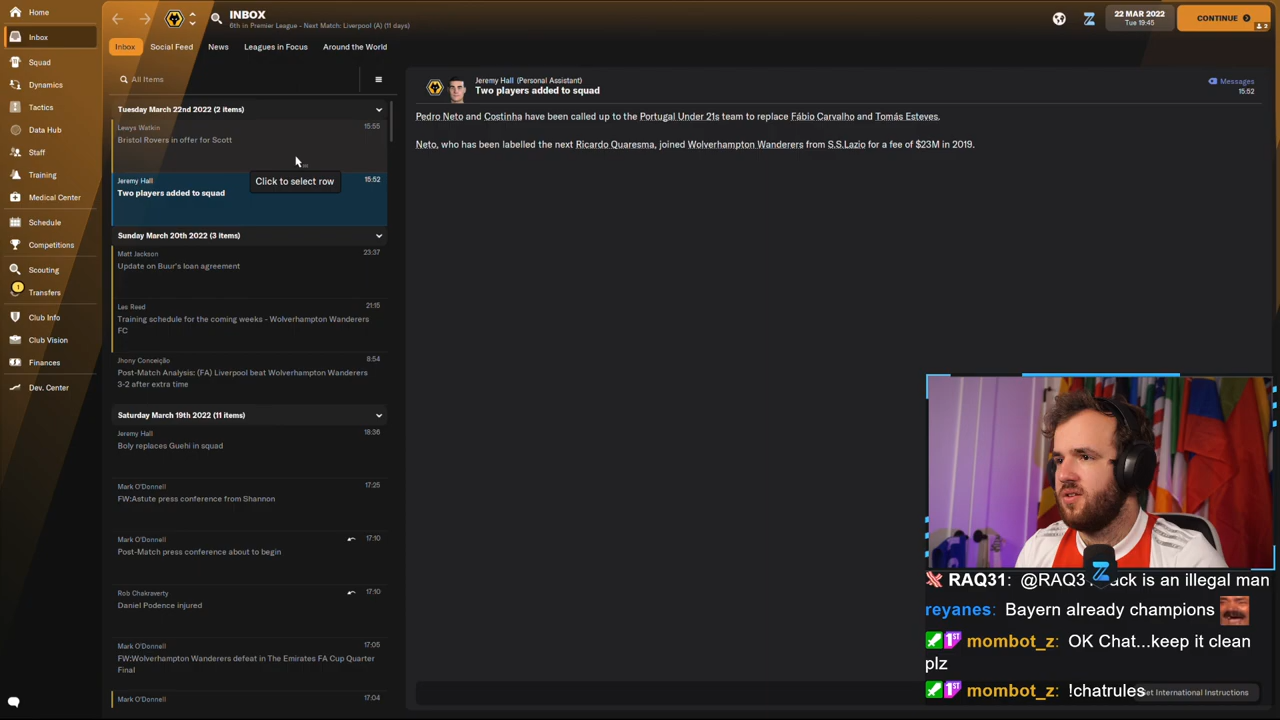 Home
Inbox
Squad
Dynamics
Tactics
Data Hub
Staff
Training
Medical Center
Schedule
Competitions
Scouting
1
Transfers
Club Info
Club Vision
Finances
Dev. Center
INBOX
6th in Premier League - Next Match: Liverpool (A) (11 days)
22 MAR 2022
Tue 19:45
CONTINUE
2
Inbox
Social Feed
News
Leagues in Focus
Around the World
All Items
Tuesday March 22nd 2022 (2 items)
Lewys Watkin 15:55
Bristol Rovers in offer for Scott
Click to select row
Jeremy Hall 15:52
Two players added to squad
Sunday March 20th 2022 (3 items)
Matt Jackson 23:37
Update on Buur's loan agreement
Les Reed 21:15
Training schedule for the coming weeks - Wolverhampton Wanderers
FC
Jhony Conceição 8:54
Post-Match Analysis: (FA) Liverpool beat Wolverhampton Wanderers
3-2 after extra time
Saturday March 19th 2022 (11 items)
Jeremy Hall 18:36
Boly replaces Guehi in squad
Mark O'Donnell 17:25
FW:Astute press conference from Shannon
Mark O'Donnell 17:10
Post-Match press conference about to begin
Rob Chakraverty 17:10
Daniel Podence injured
Mark O'Donnell 17:05
FW:Wolverhampton Wanderers defeat in The Emirates FA Cup Quarter
Final
Mark O'Donnell 17:04
Jeremy Hall (Personal Assistant)
Two players added to squad
Messages
15:52
Pedro Neto and Costinha have been called up to the Portugal Under 21s team to replace Fábio Carvalho and Tomás Esteves.
Neto, who has been labelled the next Ricardo Quaresma, joined Wolverhampton Wanderers from S.S.Lazio for a fee of $23M in 2019.
RAQ31: @RAQ3 is an illegal man
reyanes: Bayern already champions
mombot_z: OK Chat...keep it clean
plz
mombot_z: !chatrules
International Instructions